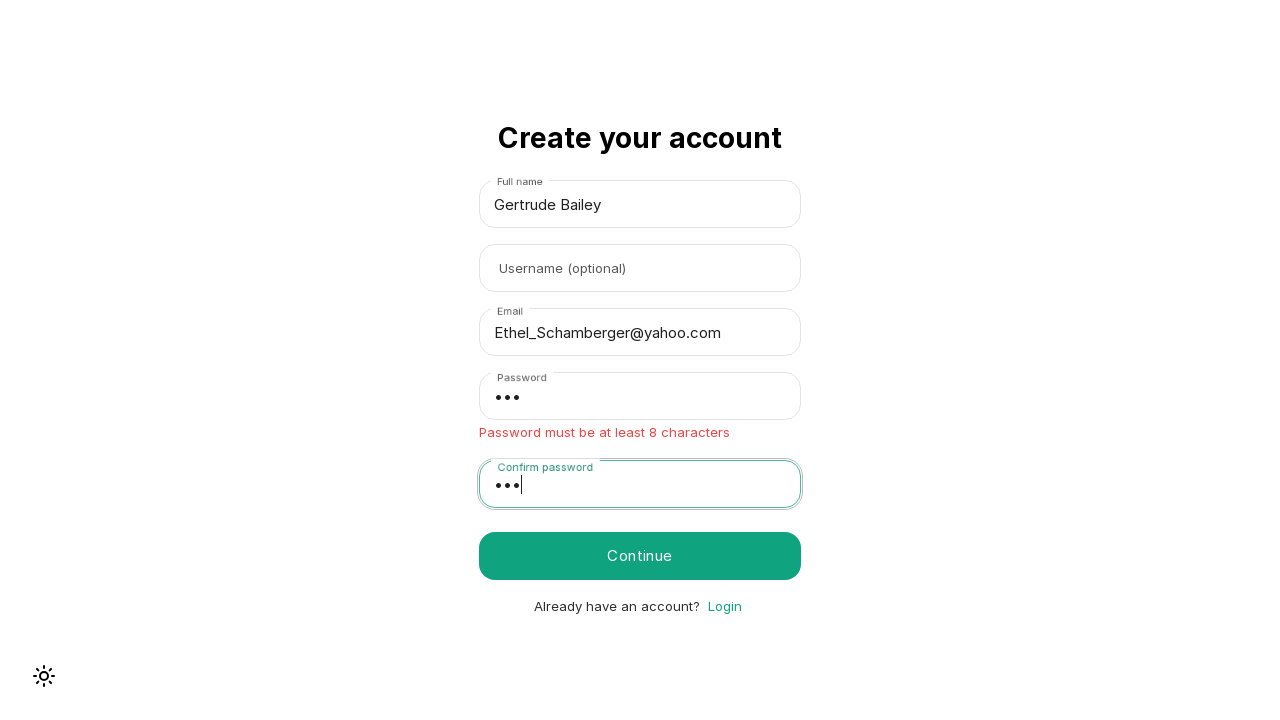 Create your account
Full name
Gertrude Bailey
Username (optional)
Email
Ethel_Schamberger@yahoo.com
Password
•••
Password must be at least 8 characters
Confirm password
•••
Continue
Already have an account? Login